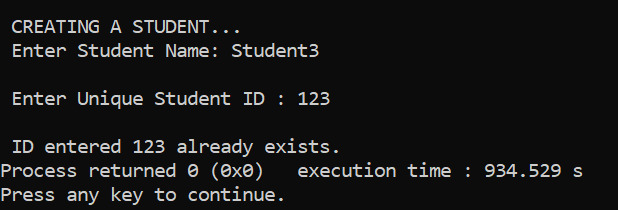 CREATING A STUDENT...
Enter Student Name: Student3
Enter Unique Student ID : 123
ID entered 123 already exists.
Process returned 0 (0x0)   execution time : 934.529 s
Press any key to continue.